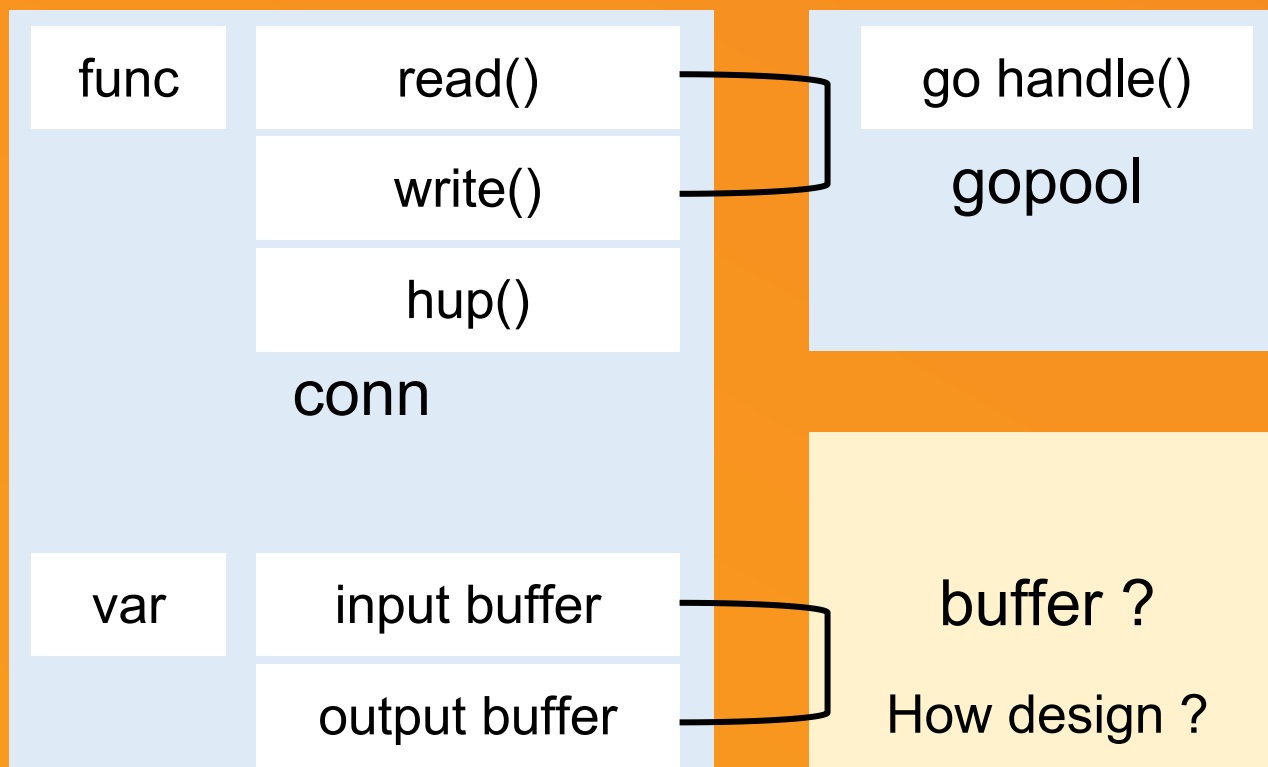 func
read()
write()
hup()
conn
var
input buffer
output buffer
go handle()
gopool
buffer ?
How design ?